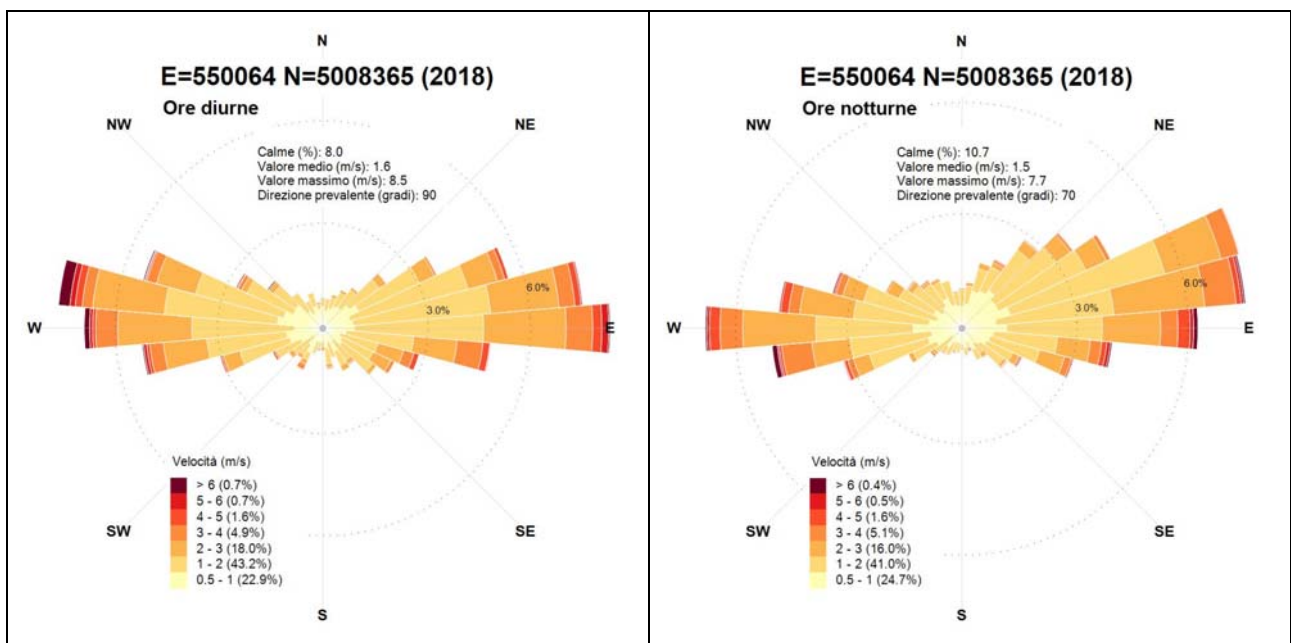 N
E=550064 N=5008365 (2018)
Ore diurne
NW
NE
Calme (%): 8.0
Valore medio (m/s): 1.6
Valore massimo (m/s): 8.5
Direzione prevalente (gradi): 90
6.0%
3.0%
W
E
Velocità (m/s)
> 6 (0.7%)
5 - 6 (0.7%)
4 - 5 (1.6%)
3 - 4 (4.9%)
2 - 3 (18.0%)
1 - 2 (43.2%)
0.5 - 1 (22.9%)
SW
SE
S
N
E=550064 N=5008365 (2018)
Ore notturne
NW
NE
Calme (%): 10.7
Valore medio (m/s): 1.5
Valore massimo (m/s): 7.7
Direzione prevalente (gradi): 70
6.0%
3.0%
W
E
Velocità (m/s)
> 6 (0.4%)
5 - 6 (0.5%)
4 - 5 (1.6%)
3 - 4 (5.1%)
2 - 3 (16.0%)
1 - 2 (41.0%)
0.5 - 1 (24.7%)
SW
SE
S